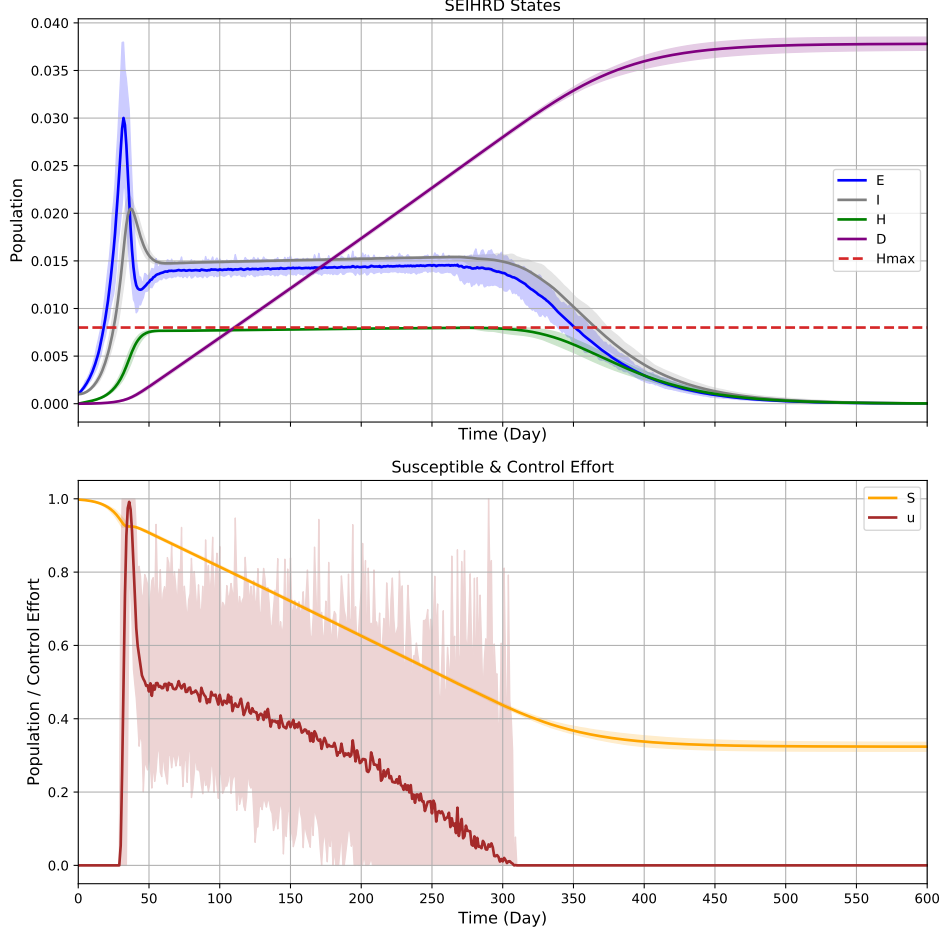 SEIHRD States
0.040
0.035
0.030
0.025
0.020
0.015
0.010
0.005
0.000
Population
E
I
H
D
Hmax
Time (Day)
Susceptible & Control Effort
1.0
0.8
0.6
0.4
0.2
0.0
Population / Control Effort
S
u
0 50 100 150 200 250 300 350 400 450 500 550 600
Time (Day)